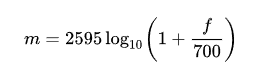 m = 2595 log₁₀(1 + f/700)